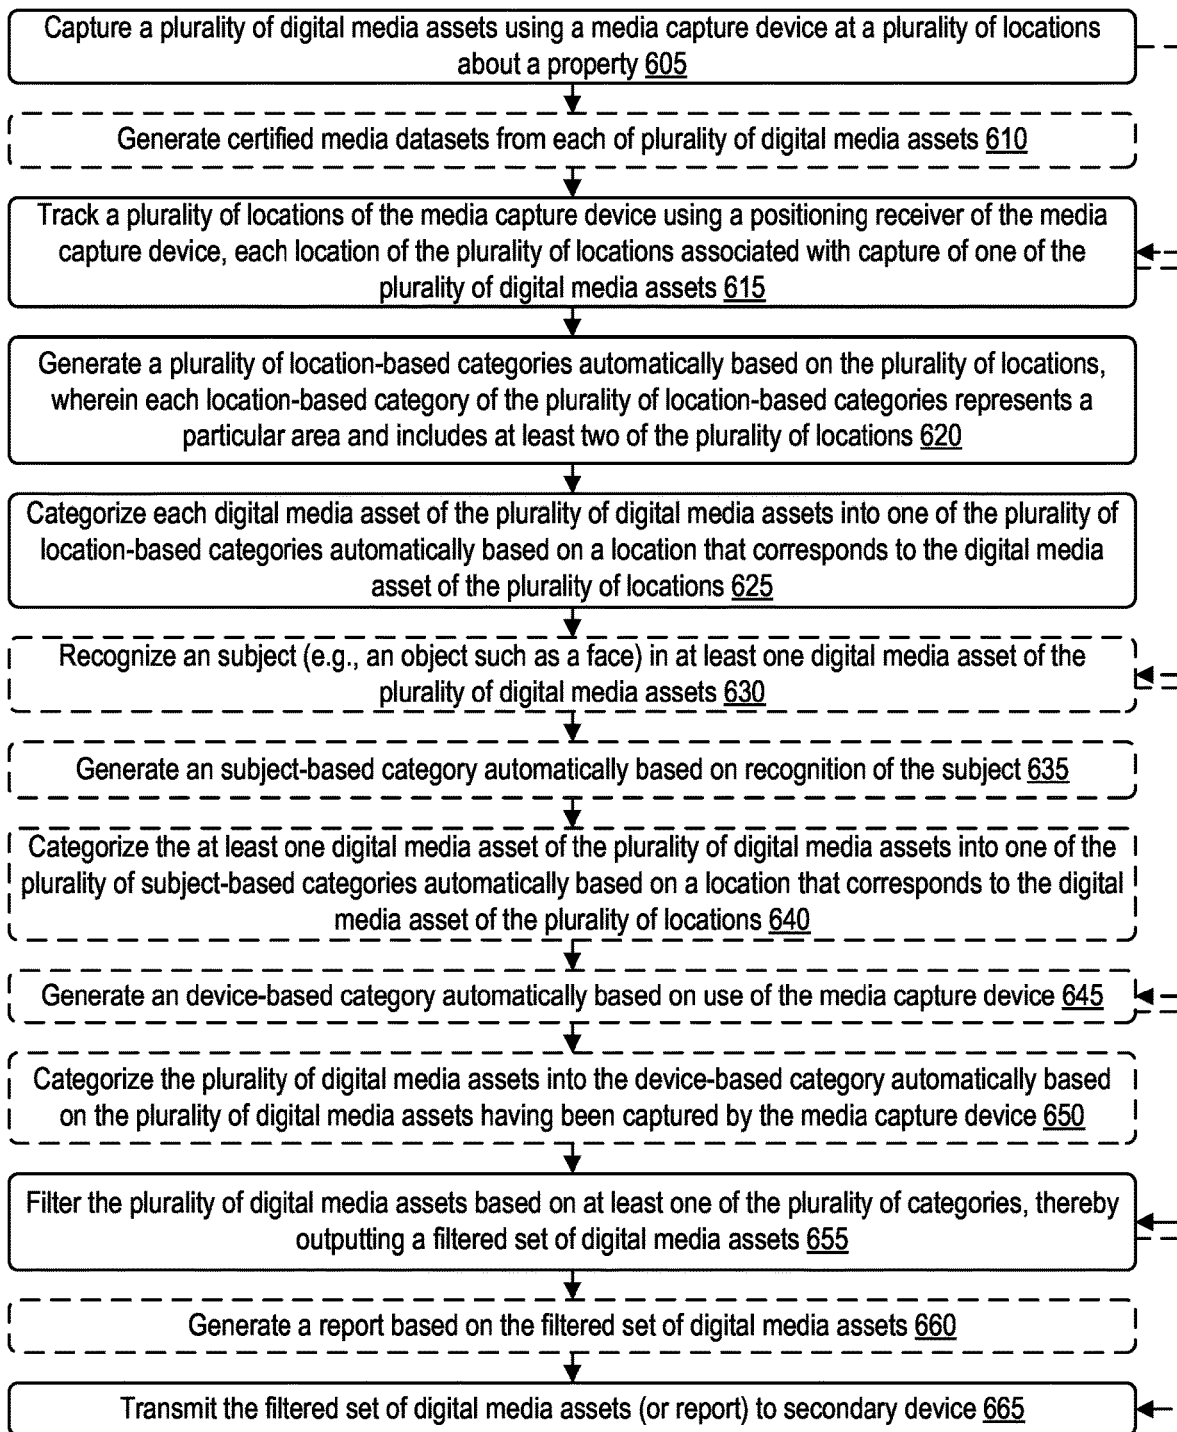 Capture a plurality of digital media assets using a media capture device at a plurality of locations
about a property 605
Generate certified media datasets from each of plurality of digital media assets 610
Track a plurality of locations of the media capture device using a positioning receiver of the media
capture device, each location of the plurality of locations associated with capture of one of the
plurality of digital media assets 615
Generate a plurality of location-based categories automatically based on the plurality of locations,
wherein each location-based category of the plurality of location-based categories represents a
particular area and includes at least two of the plurality of locations 620
Categorize each digital media asset of the plurality of digital media assets into one of the plurality of
location-based categories automatically based on a location that corresponds to the digital media
asset of the plurality of locations 625
Recognize an subject (e.g., an object such as a face) in at least one digital media asset of the
plurality of digital media assets 630
Generate an subject-based category automatically based on recognition of the subject 635
Categorize the at least one digital media asset of the plurality of digital media assets into one of the
plurality of subject-based categories automatically based on a location that corresponds to the digital
media asset of the plurality of locations 640
Generate an device-based category automatically based on use of the media capture device 645
Categorize the plurality of digital media assets into the device-based category automatically based
on the plurality of digital media assets having been captured by the media capture device 650
Filter the plurality of digital media assets based on at least one of the plurality of categories, thereby
outputting a filtered set of digital media assets 655
Generate a report based on the filtered set of digital media assets 660
Transmit the filtered set of digital media assets (or report) to secondary device 665